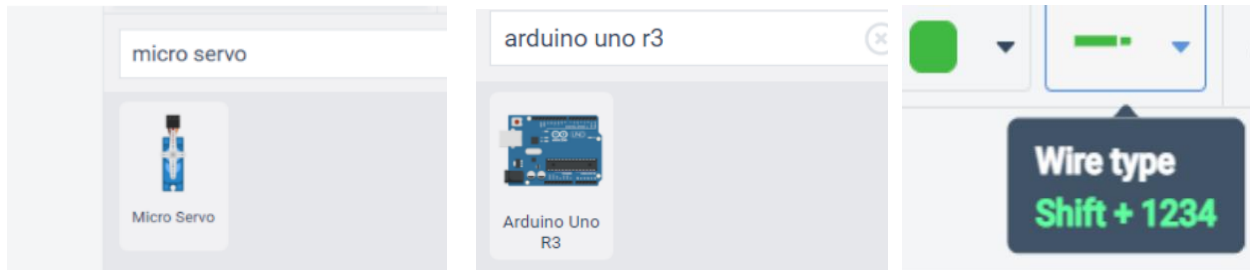 micro servo
Micro Servo
arduino uno r3
Arduino Uno
R3
Wire type
Shift + 1234